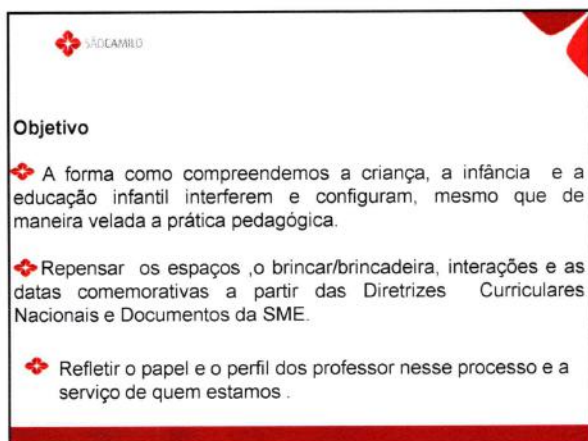 SÃOCAMILO
Objetivo
A forma como compreendemos a criança, a infância e a
educação infantil interferem e configuram, mesmo que de
maneira velada a prática pedagógica.
Repensar os espaços ,o brincar/brincadeira, interações e as
datas comemorativas a partir das Diretrizes Curriculares
Nacionais e Documentos da SME.
Refletir o papel e o perfil dos professor nesse processo e a
serviço de quem estamos .